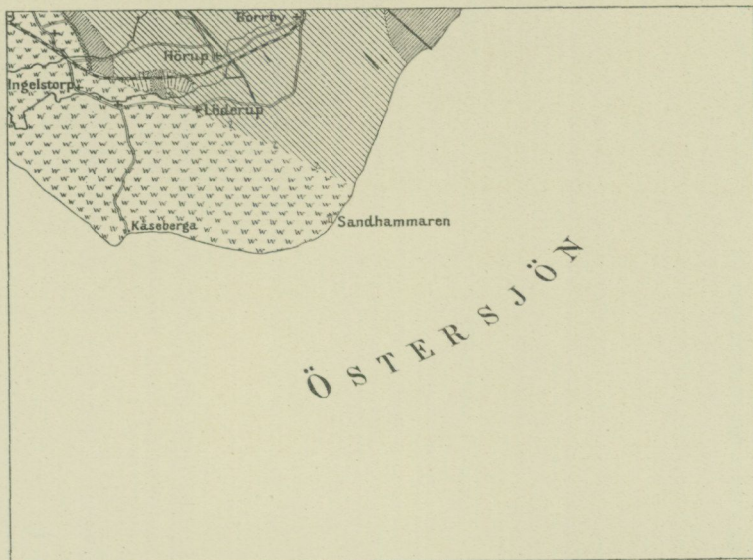 Borrby
Hörup
Ingelstorp
Löderup
Kåseberga
Sandhammaren
ÖSTERSJÖN